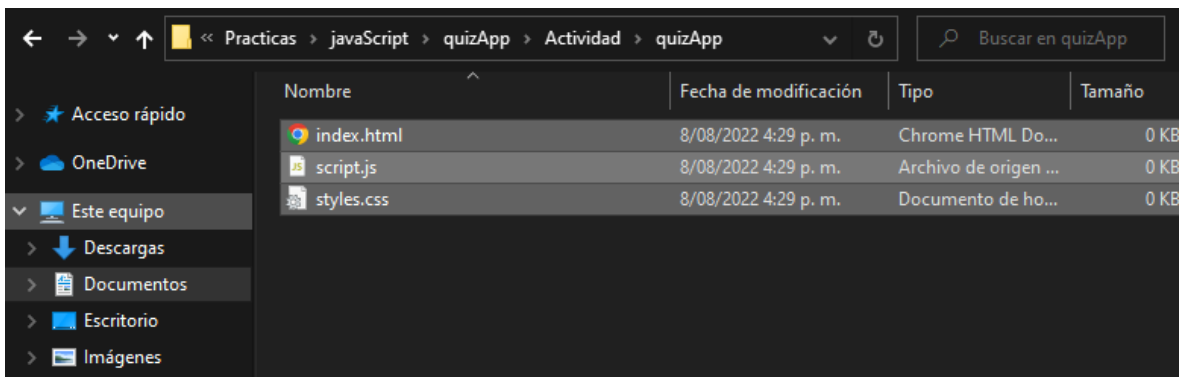 « Practicas > javaScript > quizApp > Actividad > quizApp
Buscar en quizApp
Nombre Fecha de modificación Tipo Tamaño
Acceso rápido
index.html 8/08/2022 4:29 p. m. Chrome HTML Do... 0 KB
OneDrive
script.js 8/08/2022 4:29 p. m. Archivo de origen ... 0 KB
styles.css 8/08/2022 4:29 p. m. Documento de ho... 0 KB
Este equipo
Descargas
Documentos
Escritorio
Imágenes